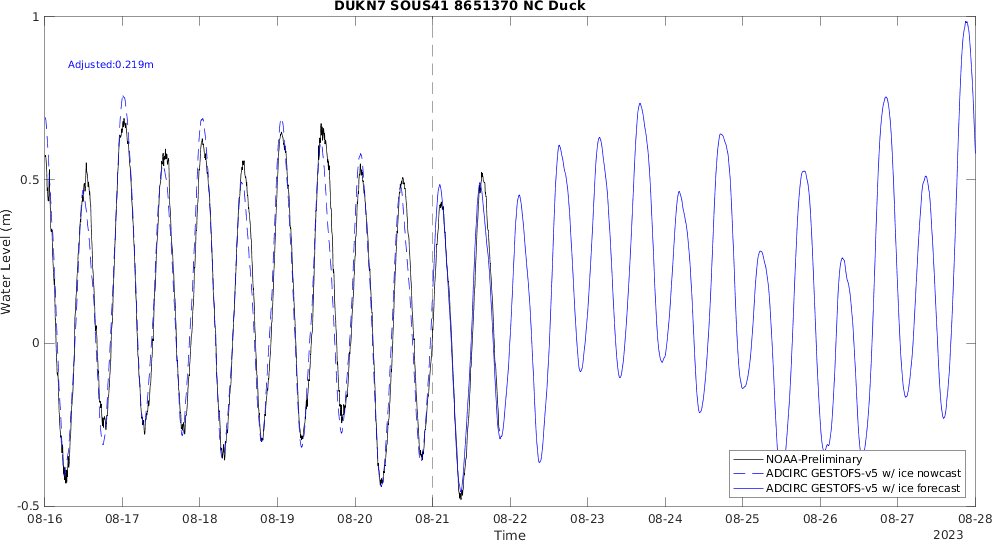 DUKN7 SOUS41 8651370 NC Duck
Adjusted:0.219m
Water Level (m)
1
0.5
0
-0.5
NOAA-Preliminary
ADCIRC GESTOFS-v5 w/ ice nowcast
ADCIRC GESTOFS-v5 w/ ice forecast
08-16 08-17 08-18 08-19 08-20 08-21 08-22 08-23 08-24 08-25 08-26 08-27 08-28
Time
2023